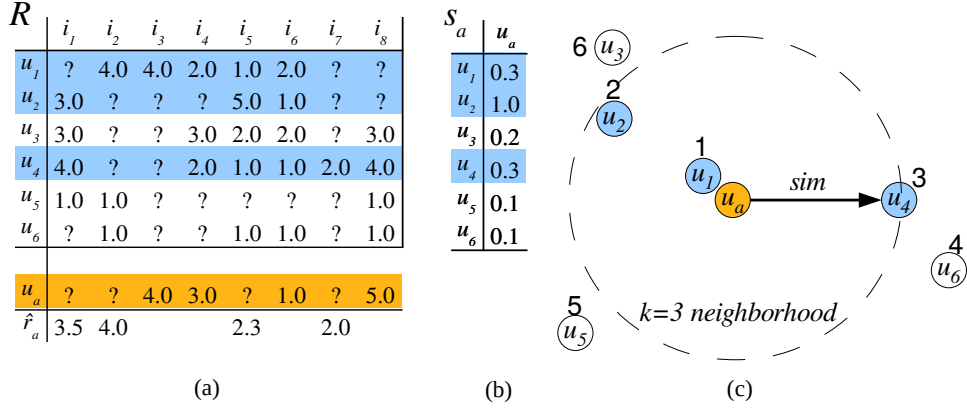 R i1 i2 i3 i4 i5 i6 i7 i8
u1 ? 4.0 4.0 2.0 1.0 2.0 ? ?
u2 3.0 ? ? ? 5.0 1.0 ? ?
u3 3.0 ? ? 3.0 2.0 2.0 ? 3.0
u4 4.0 ? ? 2.0 1.0 1.0 2.0 4.0
u5 1.0 1.0 ? ? ? ? ? 1.0
u6 ? 1.0 ? ? 1.0 1.0 ? 1.0
ua ? ? 4.0 3.0 ? 1.0 ? 5.0
r̂a 3.5 4.0 2.3 2.0
(a)
sa ua
u1 0.3
u2 1.0
u3 0.2
u4 0.3
u5 0.1
u6 0.1
(b)
6 u3
2
u2
1
u1
ua
sim
3
u4
4
u6
5
u5
k=3 neighborhood
(c)